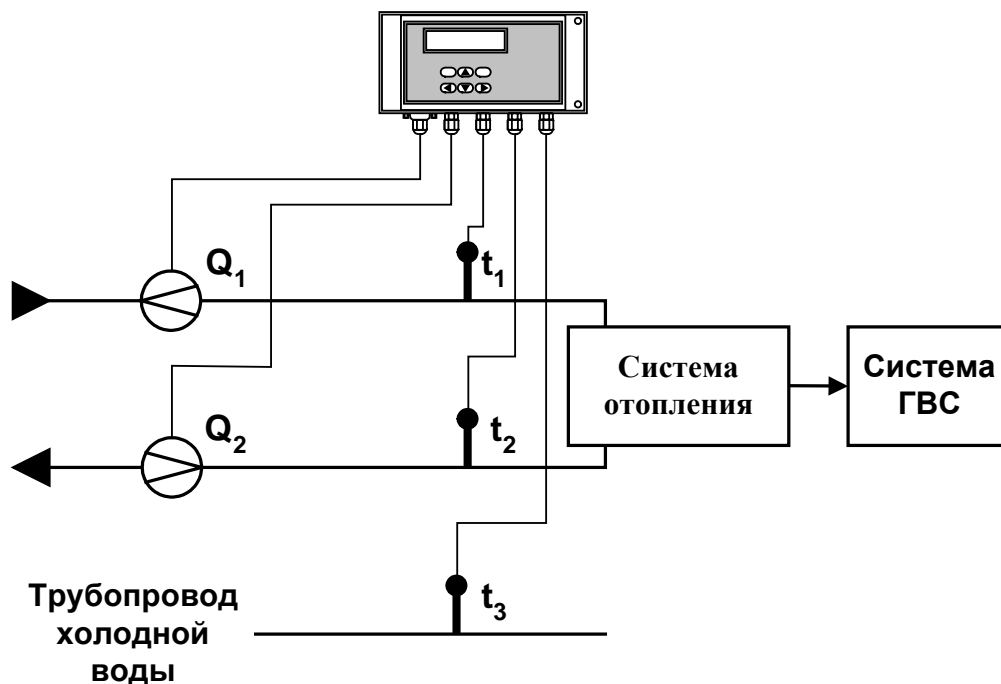 Q1
t1
Система
отопления
Система
ГВС
Q2
t2
Трубопровод
холодной
воды
t3